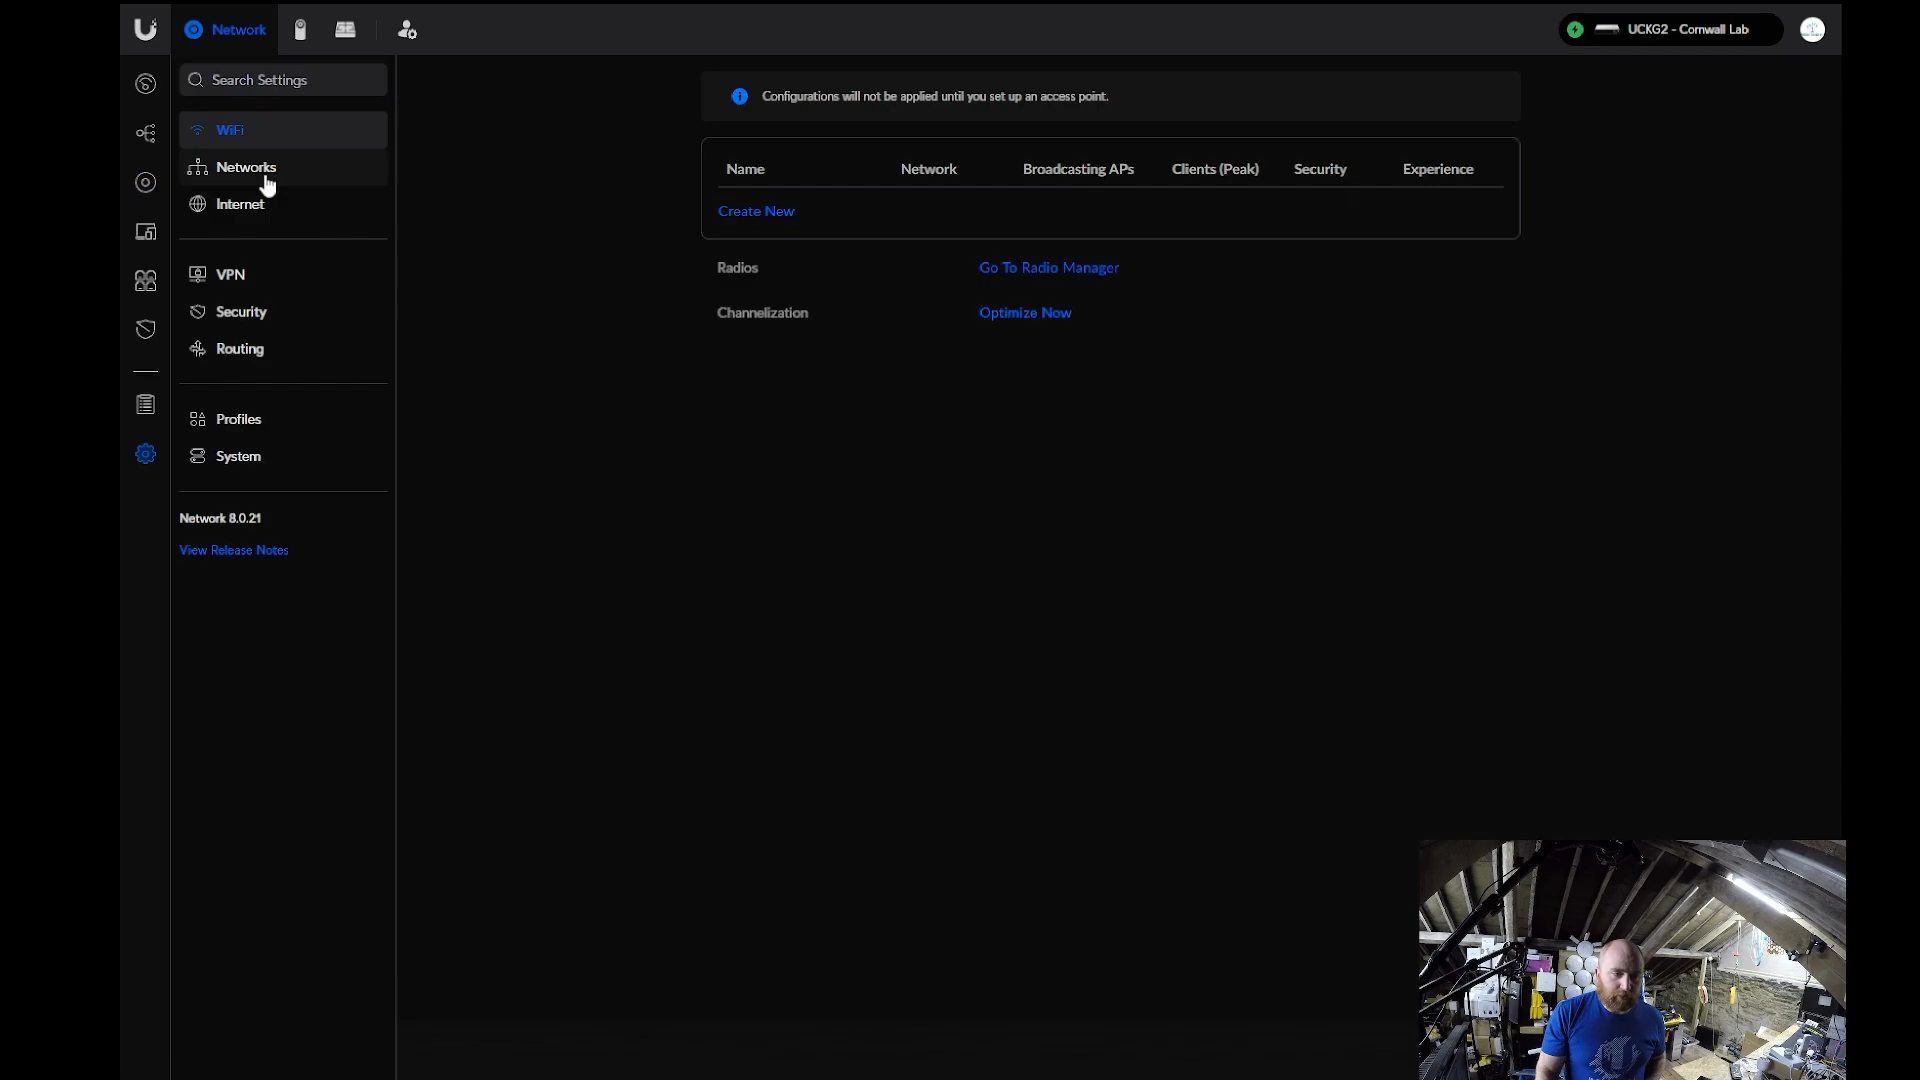 Network
UCKG2 - Cornwall Lab
Search Settings
WiFi
Networks
Internet
VPN
Security
Routing
Profiles
System
Network 8.0.21
View Release Notes
Configurations will not be applied until you set up an access point.
Name Network Broadcasting APs Clients (Peak) Security Experience
Create New
Radios Go To Radio Manager
Channelization Optimize Now